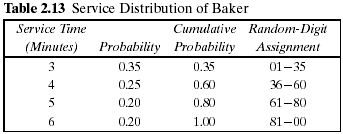 Table 2.13 Service Distribution of Baker
Service Time Cumulative Random-Digit
(Minutes) Probability Probability Assignment
3 0.35 0.35 01–35
4 0.25 0.60 36–60
5 0.20 0.80 61–80
6 0.20 1.00 81–00